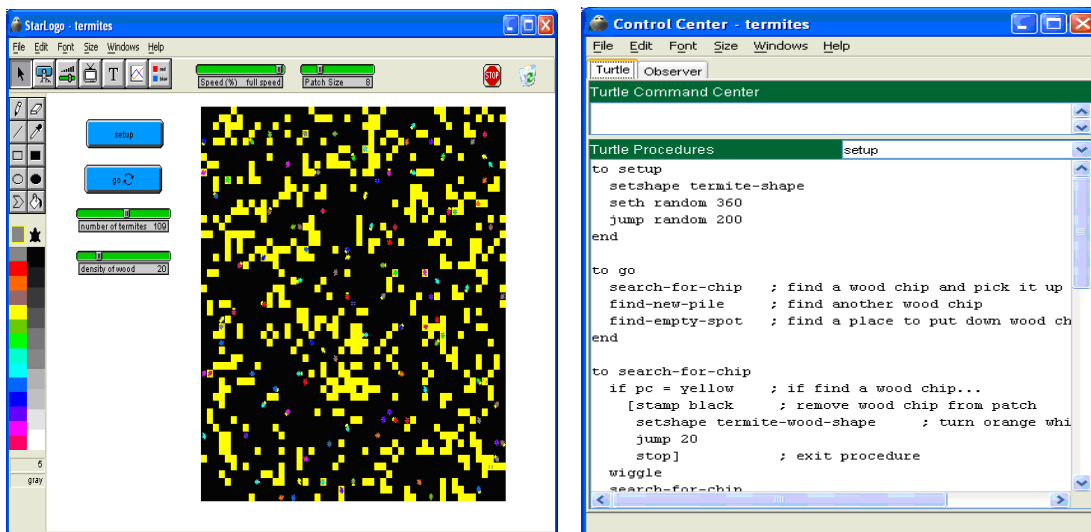 StarLogo - termites
File Edit Font Size Windows Help
T
STOP
Speed (%) full speed
Patch Size 8
setup
go
number of termites 109
density of wood 20
5
gray
Control Center - termites
File Edit Font Size Windows Help
Turtle Observer
Turtle Command Center
Turtle Procedures setup
to setup
setshape termite-shape
seth random 360
jump random 200
end
to go
search-for-chip ; find a wood chip and pick it up
find-new-pile ; find another wood chip
find-empty-spot ; find a place to put down wood ch
end
to search-for-chip
if pc = yellow ; if find a wood chip...
[stamp black ; remove wood chip from patch
setshape termite-wood-shape ; turn orange whi
jump 20
stop] ; exit procedure
wiggle
search-for-chip